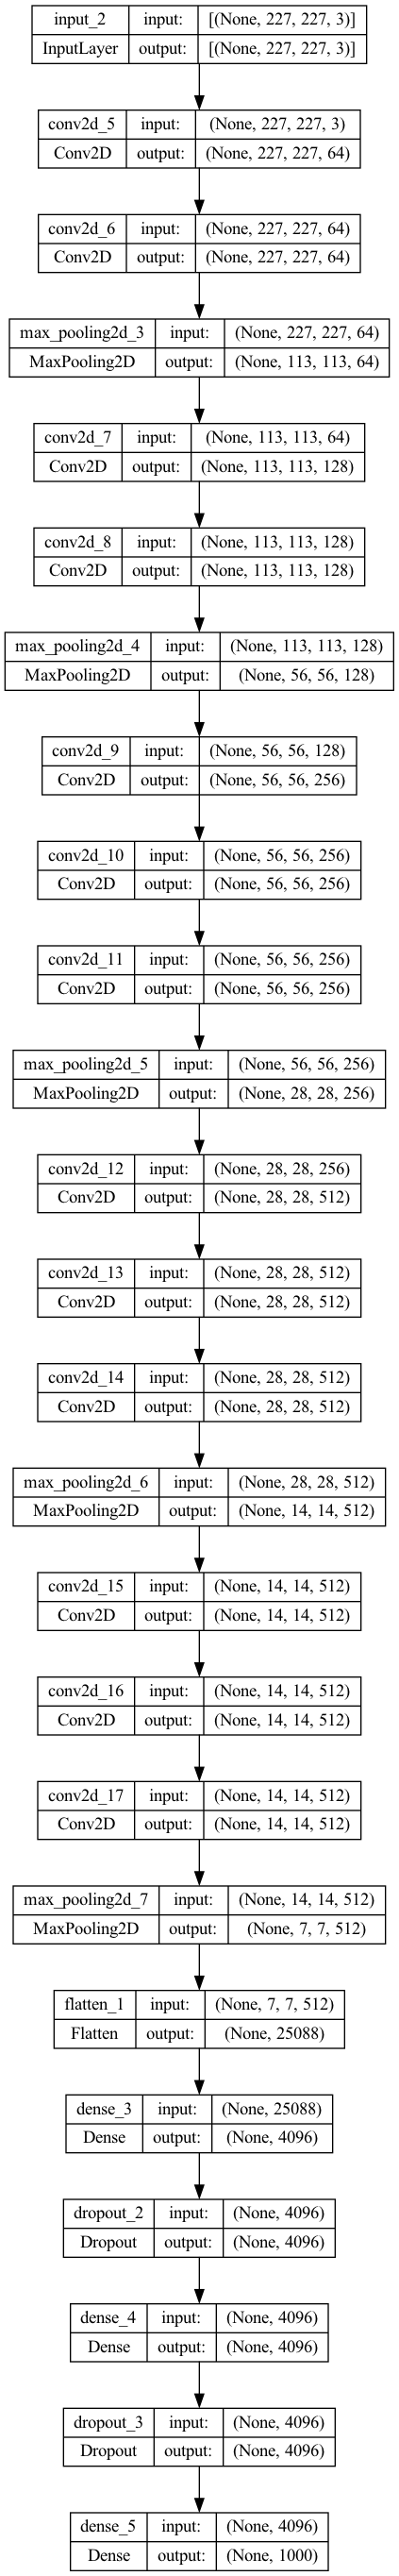 input_2 input: [(None, 227, 227, 3)]
InputLayer output: [(None, 227, 227, 3)]
conv2d_5 input: (None, 227, 227, 3)
Conv2D output: (None, 227, 227, 64)
conv2d_6 input: (None, 227, 227, 64)
Conv2D output: (None, 227, 227, 64)
max_pooling2d_3 input: (None, 227, 227, 64)
MaxPooling2D output: (None, 113, 113, 64)
conv2d_7 input: (None, 113, 113, 64)
Conv2D output: (None, 113, 113, 128)
conv2d_8 input: (None, 113, 113, 128)
Conv2D output: (None, 113, 113, 128)
max_pooling2d_4 input: (None, 113, 113, 128)
MaxPooling2D output: (None, 56, 56, 128)
conv2d_9 input: (None, 56, 56, 128)
Conv2D output: (None, 56, 56, 256)
conv2d_10 input: (None, 56, 56, 256)
Conv2D output: (None, 56, 56, 256)
conv2d_11 input: (None, 56, 56, 256)
Conv2D output: (None, 56, 56, 256)
max_pooling2d_5 input: (None, 56, 56, 256)
MaxPooling2D output: (None, 28, 28, 256)
conv2d_12 input: (None, 28, 28, 256)
Conv2D output: (None, 28, 28, 512)
conv2d_13 input: (None, 28, 28, 512)
Conv2D output: (None, 28, 28, 512)
conv2d_14 input: (None, 28, 28, 512)
Conv2D output: (None, 28, 28, 512)
max_pooling2d_6 input: (None, 28, 28, 512)
MaxPooling2D output: (None, 14, 14, 512)
conv2d_15 input: (None, 14, 14, 512)
Conv2D output: (None, 14, 14, 512)
conv2d_16 input: (None, 14, 14, 512)
Conv2D output: (None, 14, 14, 512)
conv2d_17 input: (None, 14, 14, 512)
Conv2D output: (None, 14, 14, 512)
max_pooling2d_7 input: (None, 14, 14, 512)
MaxPooling2D output: (None, 7, 7, 512)
flatten_1 input: (None, 7, 7, 512)
Flatten output: (None, 25088)
dense_3 input: (None, 25088)
Dense output: (None, 4096)
dropout_2 input: (None, 4096)
Dropout output: (None, 4096)
dense_4 input: (None, 4096)
Dense output: (None, 4096)
dropout_3 input: (None, 4096)
Dropout output: (None, 4096)
dense_5 input: (None, 4096)
Dense output: (None, 1000)